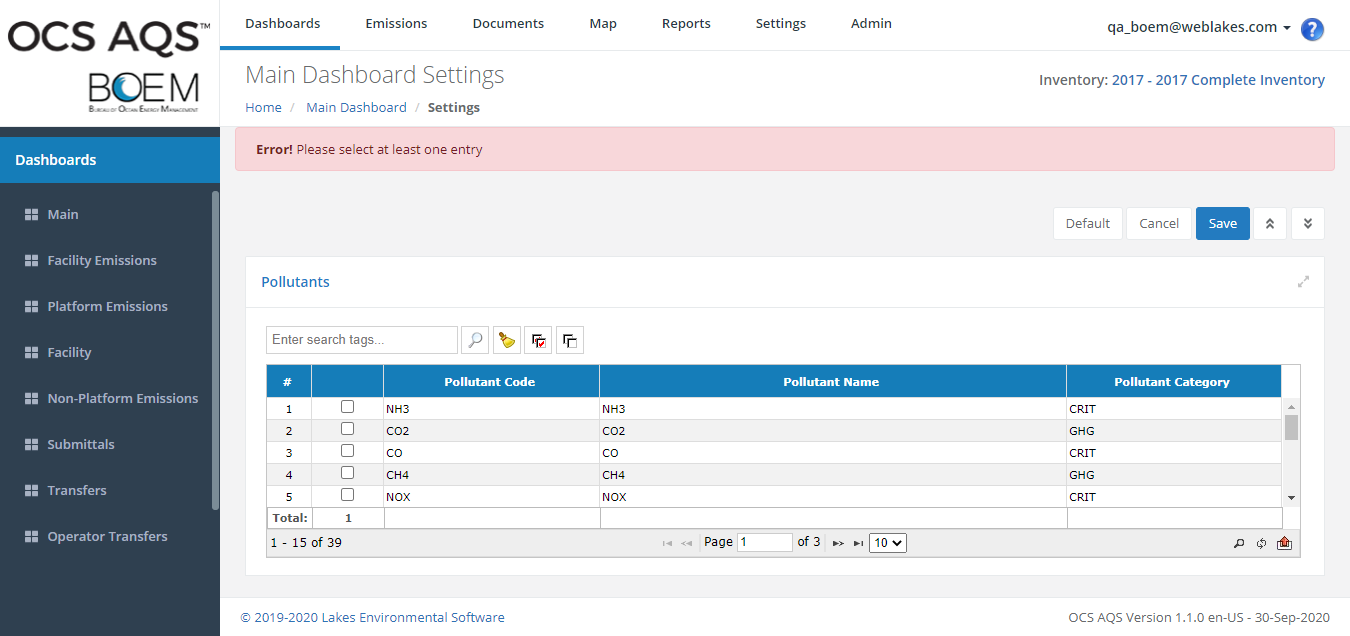 OCS AQS™
BOEM
BUREAU OF OCEAN ENERGY MANAGEMENT
Dashboards Emissions Documents Map Reports Settings Admin
qa_boem@weblakes.com ?
Main Dashboard Settings
Inventory: 2017 - 2017 Complete Inventory
Home / Main Dashboard / Settings
Error! Please select at least one entry
Dashboards
Main
Facility Emissions
Platform Emissions
Facility
Non-Platform Emissions
Submittals
Transfers
Operator Transfers
Default Cancel Save
Pollutants
Enter search tags...
# Pollutant Code Pollutant Name Pollutant Category
1 NH3 NH3 CRIT
2 CO2 CO2 GHG
3 CO CO CRIT
4 CH4 CH4 GHG
5 NOX NOX CRIT
Total: 1
1 - 15 of 39 Page 1 of 3 10
© 2019-2020 Lakes Environmental Software
OCS AQS Version 1.1.0 en-US - 30-Sep-2020